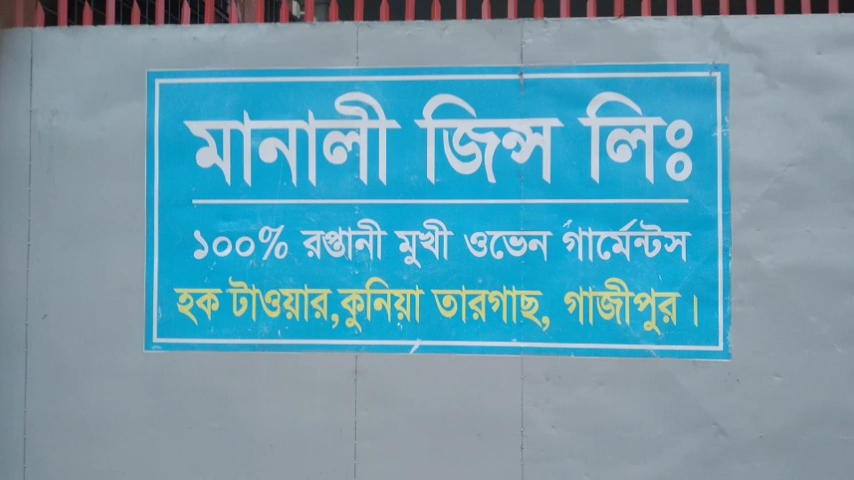 মানালী জিন্স লিঃ
১০০% রপ্তানী মুখী ওভেন গার্মেন্টস
হক টাওয়ার,কুনিয়া তারগাছ, গাজীপুর।